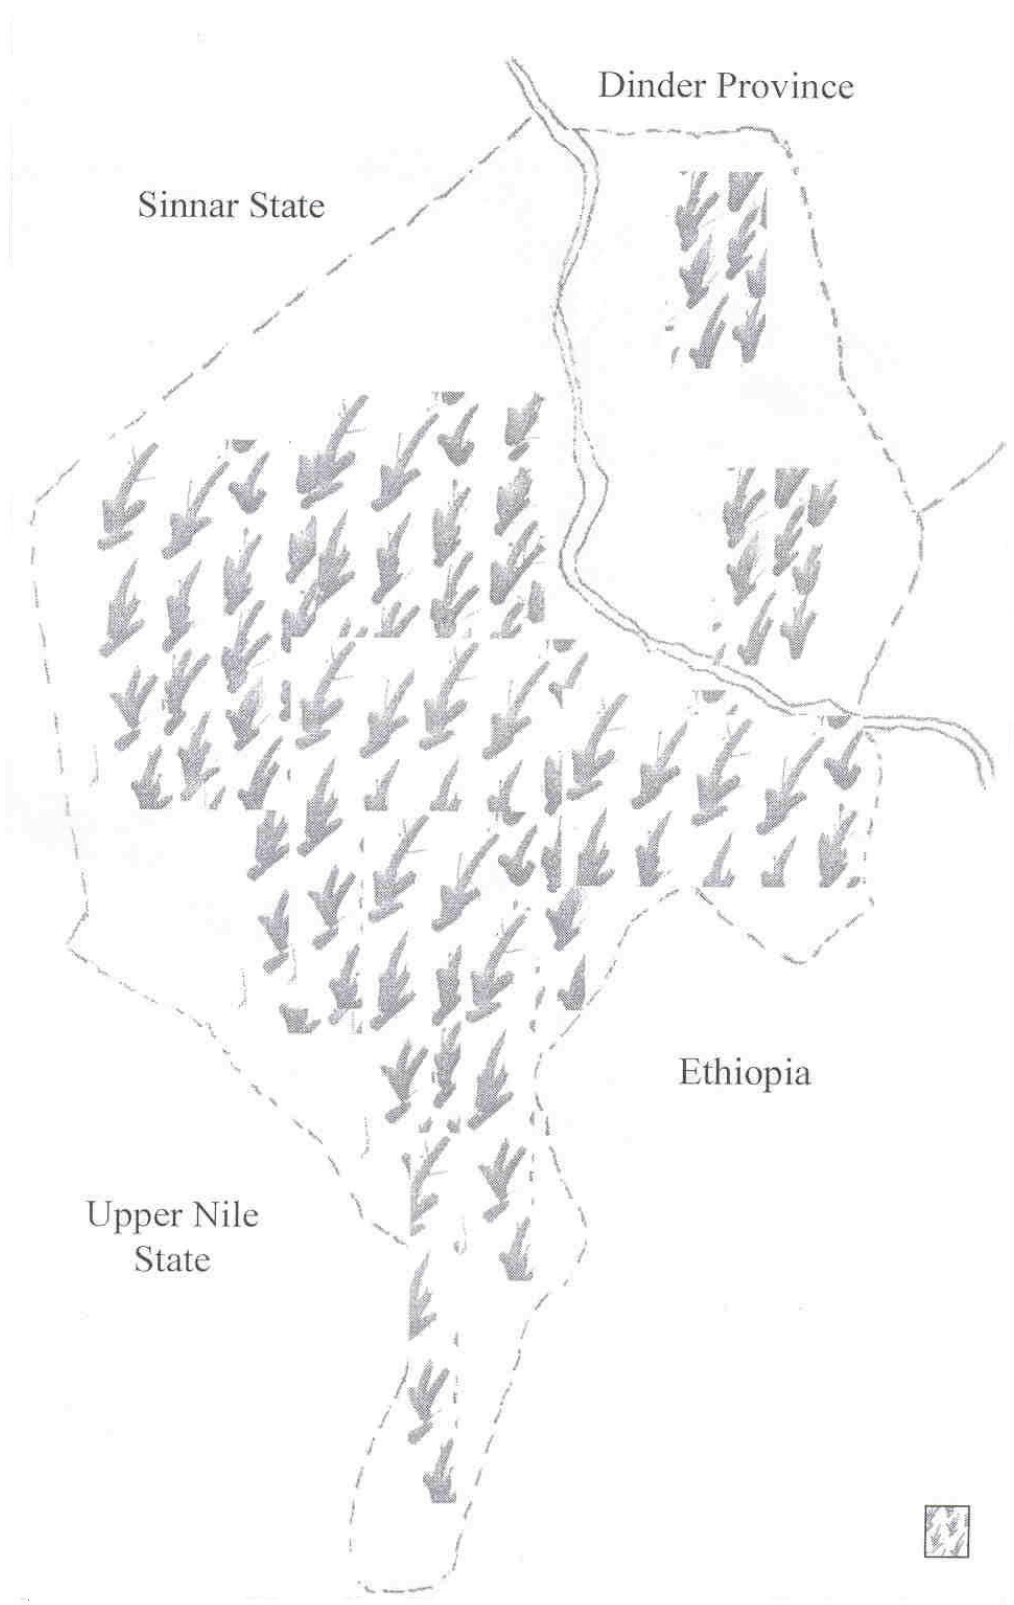 Dinder Province
Sinnar State
Ethiopia
Upper Nile
State